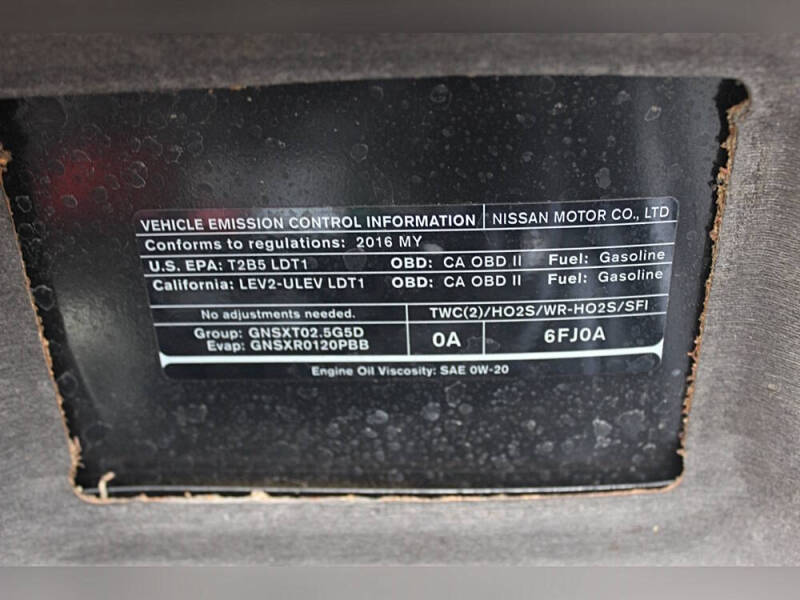 VEHICLE EMISSION CONTROL INFORMATION NISSAN MOTOR CO., LTD
Conforms to regulations: 2016 MY
U.S. EPA: T2B5 LDT1 OBD: CA OBD II Fuel: Gasoline
California: LEV2-ULEV LDT1 OBD: CA OBD II Fuel: Gasoline
No adjustments needed. TWC(2)/HO2S/WR-HO2S/SFI
Group: GNSXT02.5G5D
Evap: GNSXR0120PBB
0A 6FJ0A
Engine Oil Viscosity: SAE 0W-20